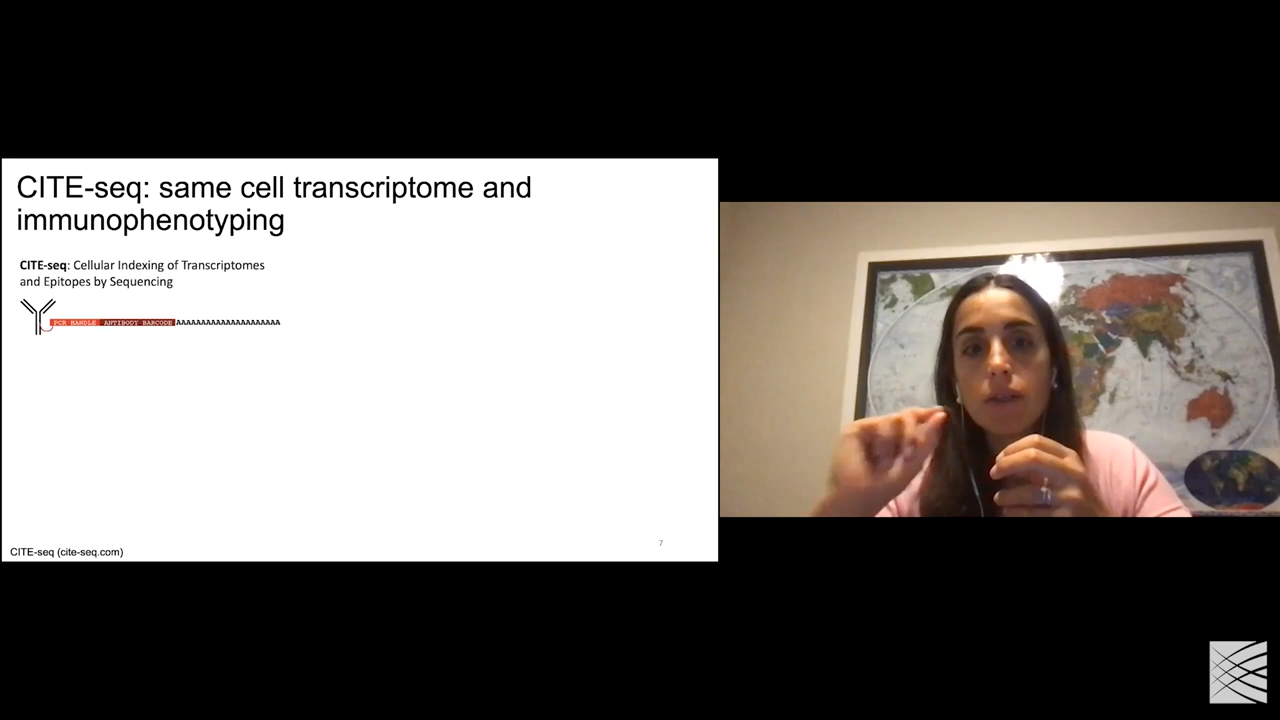 CITE-seq: same cell transcriptome and
immunophenotyping
CITE-seq: Cellular Indexing of Transcriptomes
and Epitopes by Sequencing
PCR HANDLE ANTIBODY BARCODE AAAAAAAAAAAAAAAAAAAAA
CITE-seq (cite-seq.com)
7